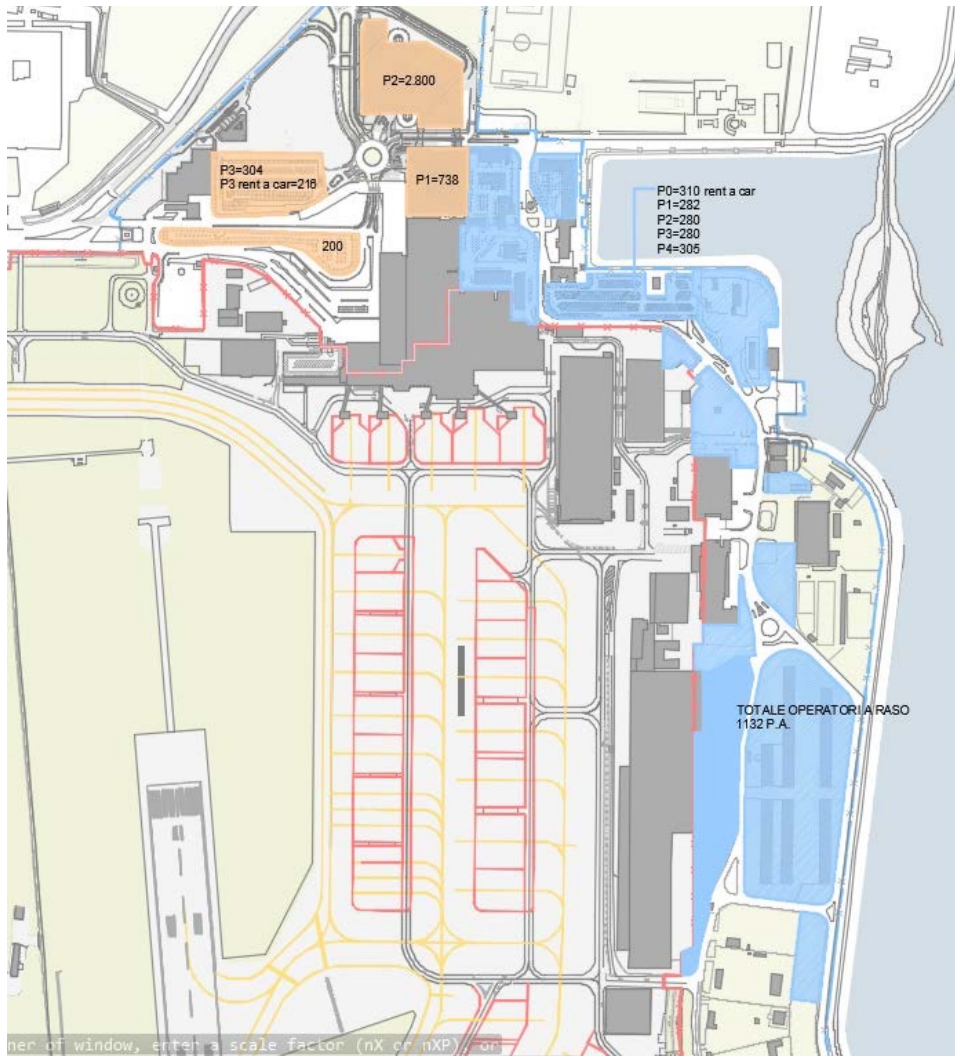 P2=2.800
P3=304
P3 rent a car=216
P1=738
200
P0=310 rent a car
P1=282
P2=280
P3=280
P4=305
TOTALE OPERATORI A RASO
1132 P.A.
ner of window, enter a scale factor (nX or nXP), or